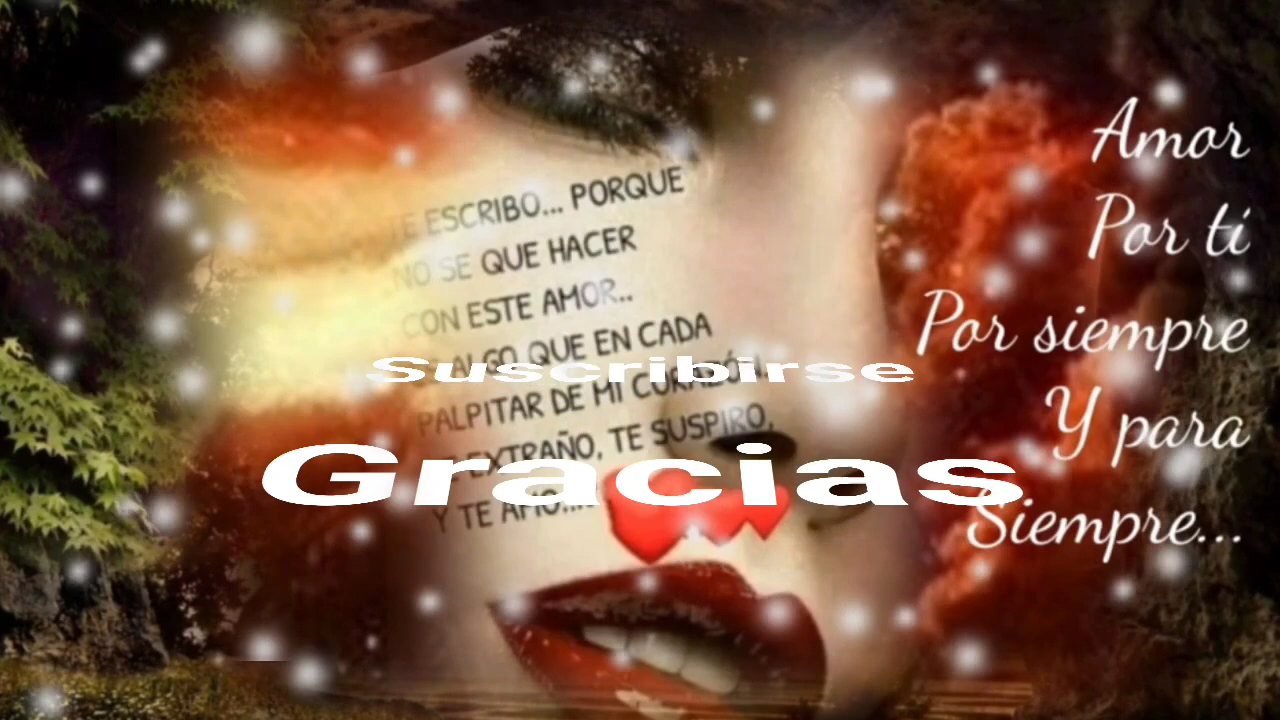 TE ESCRIBO... PORQUE
NO SE QUE HACER
CON ESTE AMOR..
ALGO QUE EN CADA
PALPITAR DE MI CORAZÓN,
EXTRAÑO, TE SUSPIRO,
Y TE AMO...
Suscribirse
Gracias
Amor
Por ti
Por siempre
Y para
Siempre...